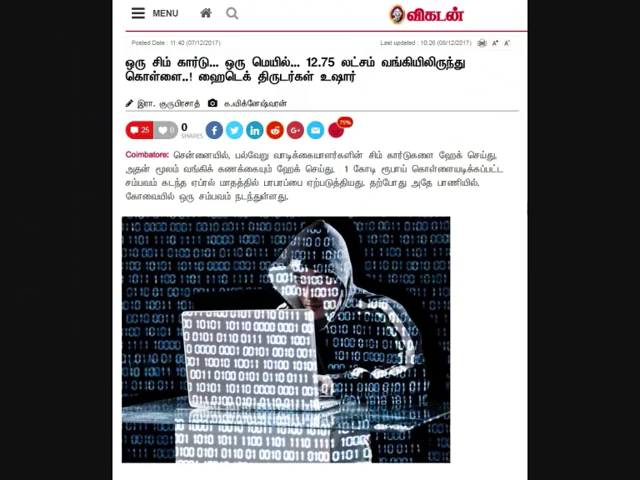 MENU
விகடன்
Posted Date : 11:40 (07/12/2017)
Last updated : 10:26 (08/12/2017)
ஒரு சிம் கார்டு... ஒரு மெயில்... 12.75 லட்சம் வங்கியிலிருந்து
கொள்ளை..! ஹைடெக் திருடர்கள் உஷார்
இரா. குருபிரசாத் க.விக்னேஷ்வரன்
25 0 0 79%
SHARES
Coimbatore: சென்னையில், பல்வேறு வாடிக்கையாளர்களின் சிம் கார்டுகளை ஹேக் செய்து,
அதன் மூலம் வங்கிக் கணக்கையும் ஹேக் செய்து, 1 கோடி ரூபாய் கொள்ளையடிக்கப்பட்ட
சம்பவம் கடந்த ஏப்ரல் மாதத்தில் பரபரப்பை ஏற்படுத்தியது. தற்போது அதே பாணியில்,
கோவையில் ஒரு சம்பவம் நடந்துள்ளது.